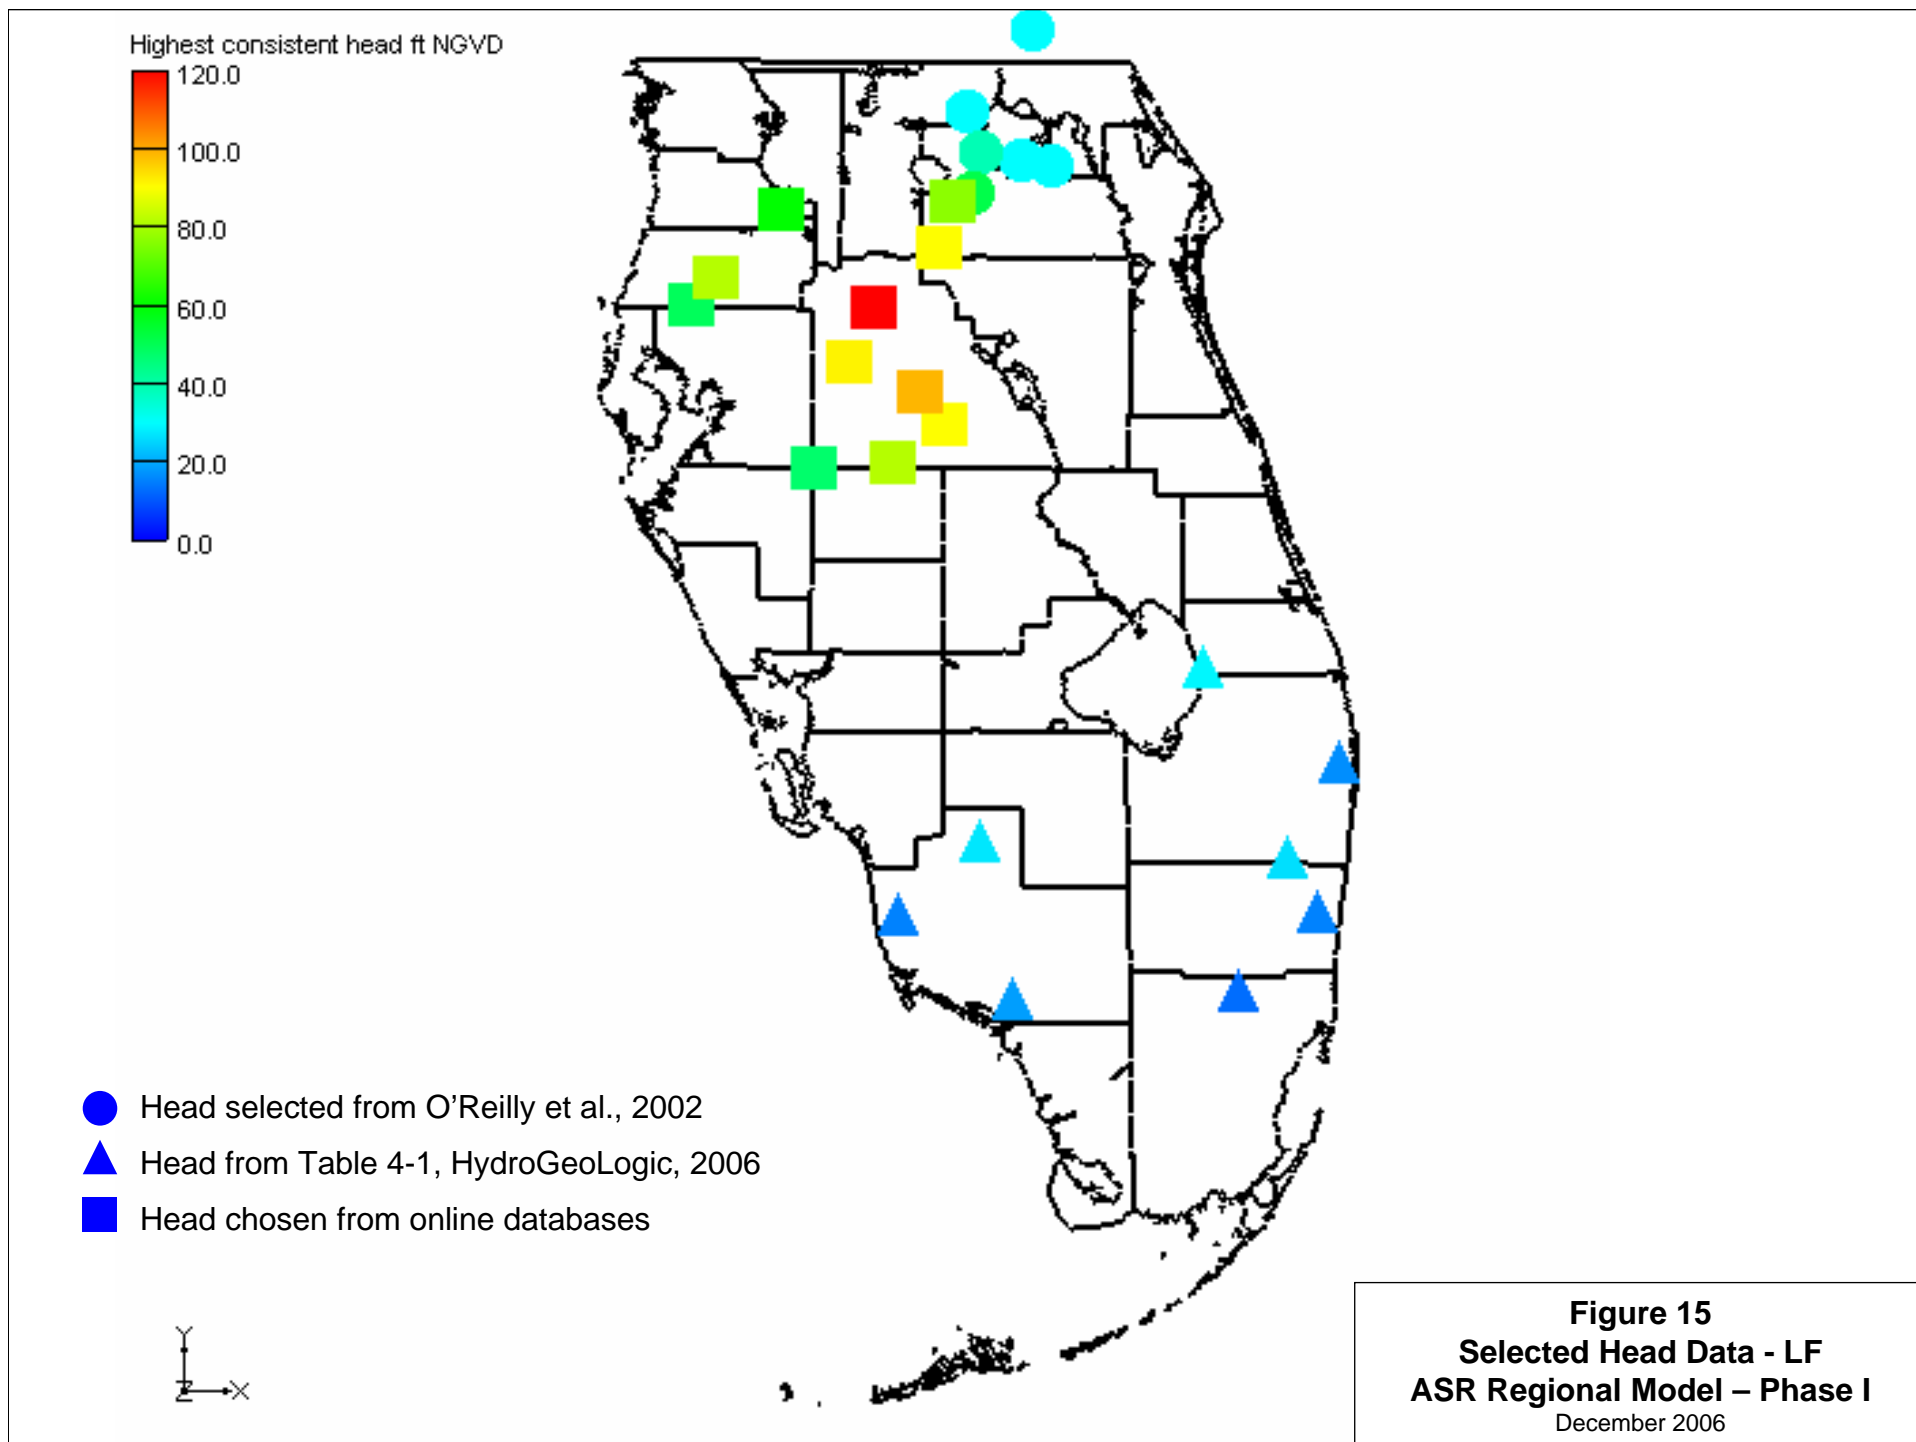 Highest consistent head ft NGVD
120.0
100.0
80.0
60.0
40.0
20.0
0.0
Head selected from O'Reilly et al., 2002
Head from Table 4-1, HydroGeoLogic, 2006
Head chosen from online databases
Y
Z
X
Figure 15
Selected Head Data - LF
ASR Regional Model – Phase I
December 2006